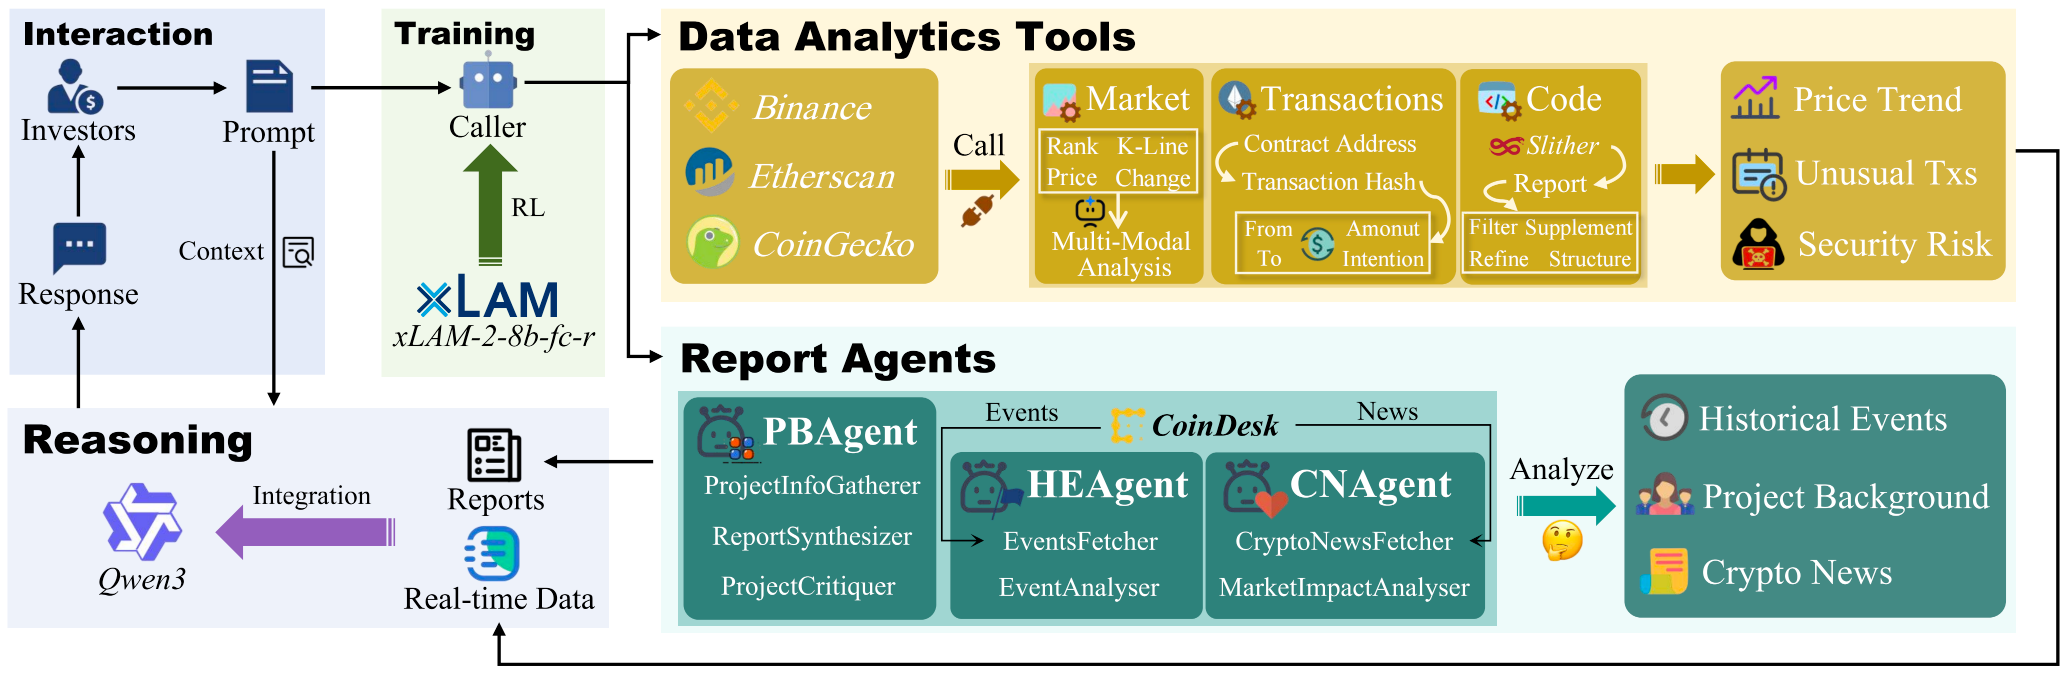 Interaction
Investors
Prompt
Response
Context
Training
Caller
RL
xLAM
xLAM-2-8b-fc-r
Data Analytics Tools
Binance
Etherscan
CoinGecko
Call
Market
Rank K-Line
Price Change
Multi-Modal
Analysis
Transactions
Contract Address
Transaction Hash
From Amonut
To Intention
Code
Slither
Report
Filter Supplement
Refine Structure
Price Trend
Unusual Txs
Security Risk
Report Agents
PBAgent
ProjectInfoGatherer
ReportSynthesizer
ProjectCritiquer
Events
CoinDesk
News
HEAgent
EventsFetcher
EventAnalyser
CNAgent
CryptoNewsFetcher
MarketImpactAnalyser
Analyze
Historical Events
Project Background
Crypto News
Reasoning
Integration
Qwen3
Reports
Real-time Data